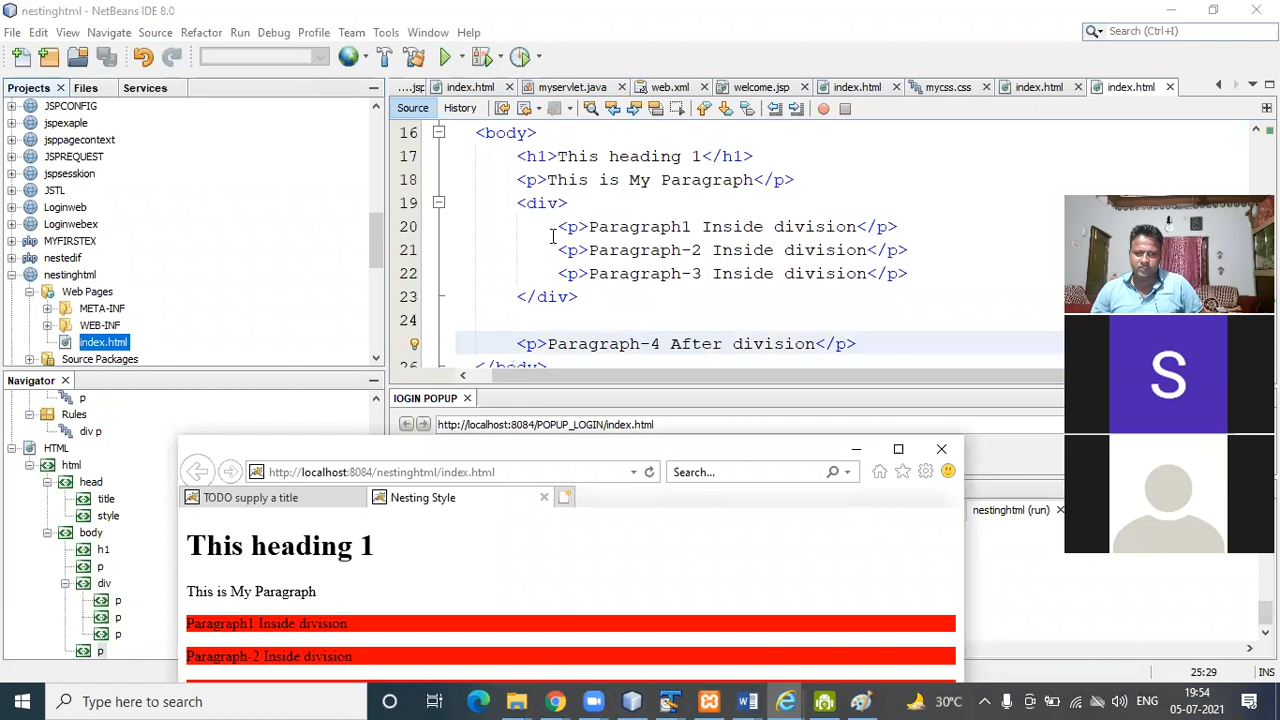 nestinghtml - NetBeans IDE 8.0
File Edit View Navigate Source Refactor Run Debug Profile Team Tools Window Help
Search (Ctrl+I)
Projects Files Services
....jsp index.html myservlet.java web.xml welcome.jsp index.html mycss.css index.html index.html
Source History
JSPCONFIG
jspexaple
jsppagecontext
JSPREQUEST
jspsesskion
JSTL
Loginweb
Loginwebex
MYFIRSTEX
nestedif
nestinghtml
Web Pages
META-INF
WEB-INF
index.html
Source Packages
16 <body>
17 <h1>This heading 1</h1>
18 <p>This is My Paragraph</p>
19 <div>
20 <p>Paragraph1 Inside division</p>
21 <p>Paragraph-2 Inside division</p>
22 <p>Paragraph-3 Inside division</p>
23 </div>
24
<p>Paragraph-4 After division</p>
26 </body>
Navigator
p
Rules
div p
HTML
html
head
title
style
body
h1
p
div
p
p
p
p
lOGIN POPUP
http://localhost:8084/POPUP_LOGIN/index.html
http://localhost:8084/nestinghtml/index.html
Search...
TODO supply a title
Nesting Style
This heading 1
This is My Paragraph
Paragraph1 Inside division
Paragraph-2 Inside division
nestinghtml (run)
S
25:29 INS
Type here to search
30°C ENG 19:54
05-07-2021